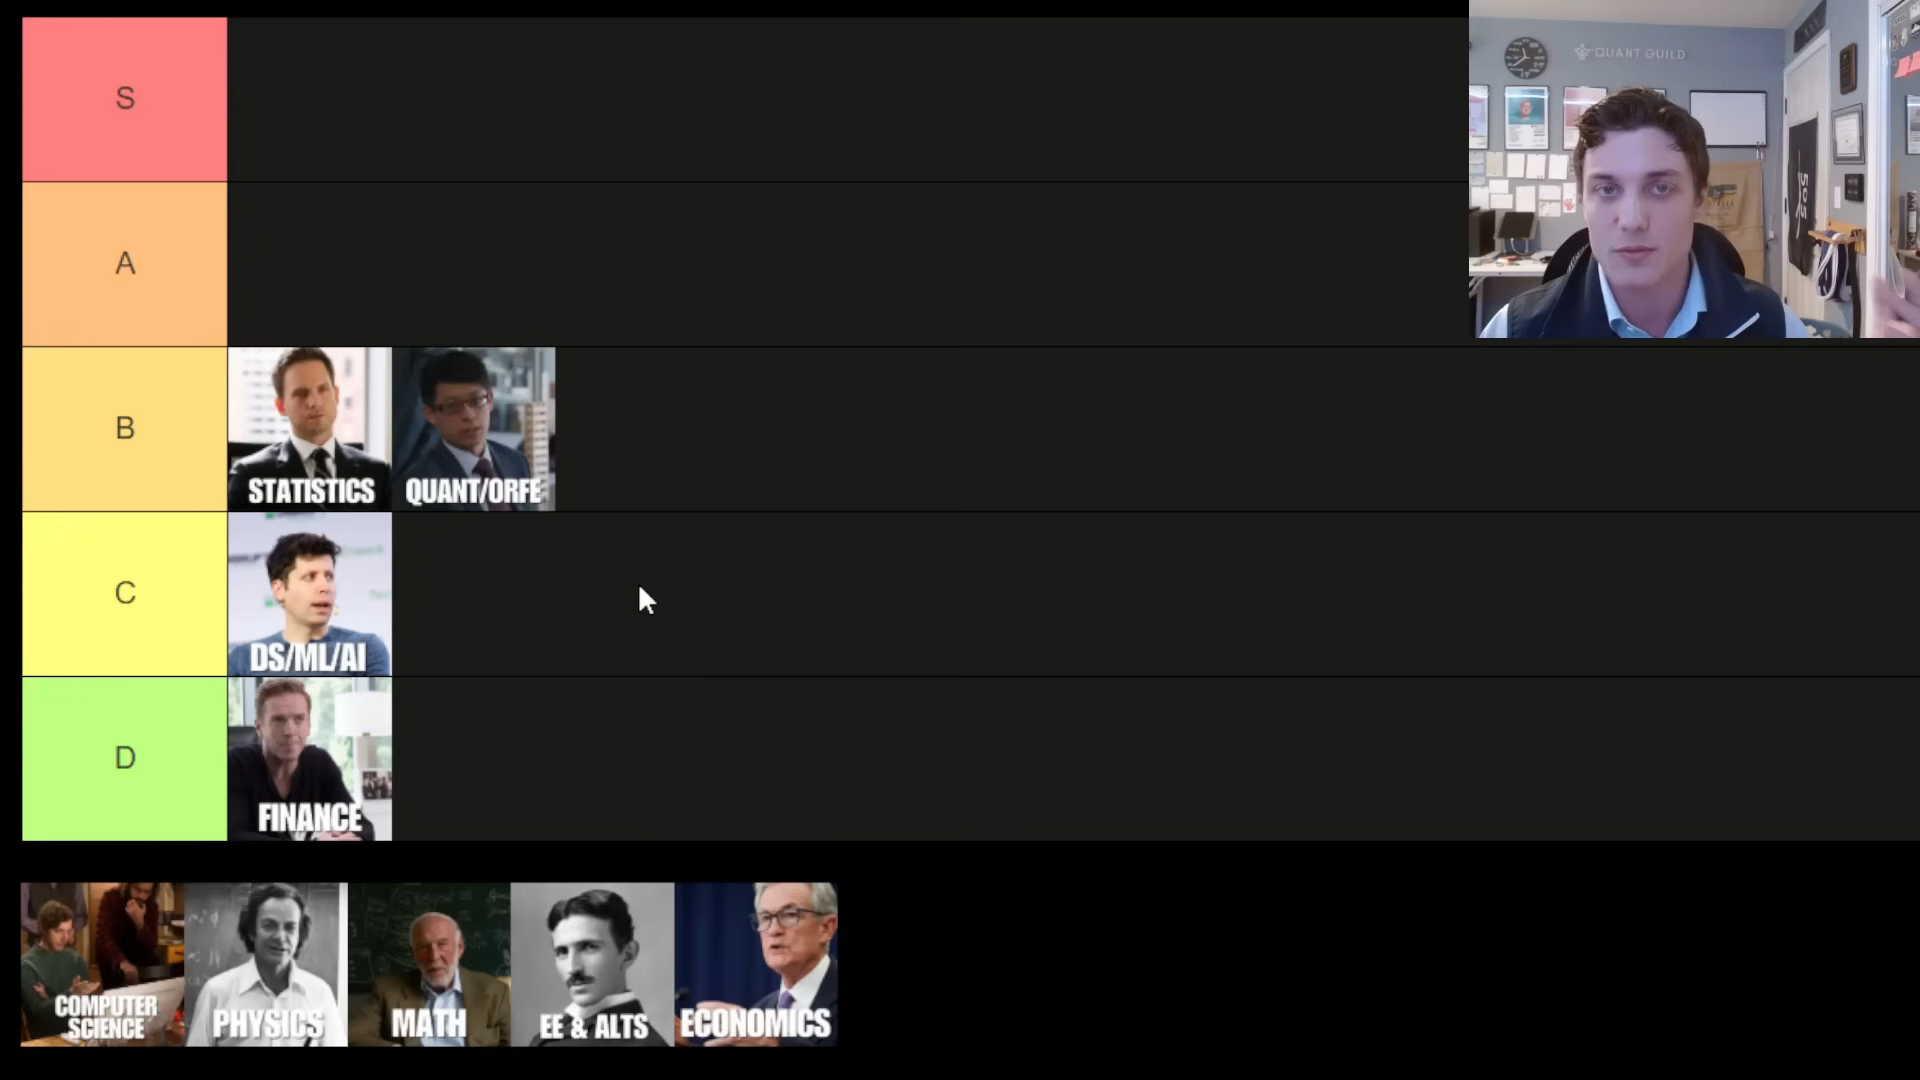 S
QUANT GUILD
A
B
STATISTICS
QUANT/ORFE
C
DS/ML/AI
D
FINANCE
COMPUTER
SCIENCE
PHYSICS
MATH
EE & ALTS
ECONOMICS